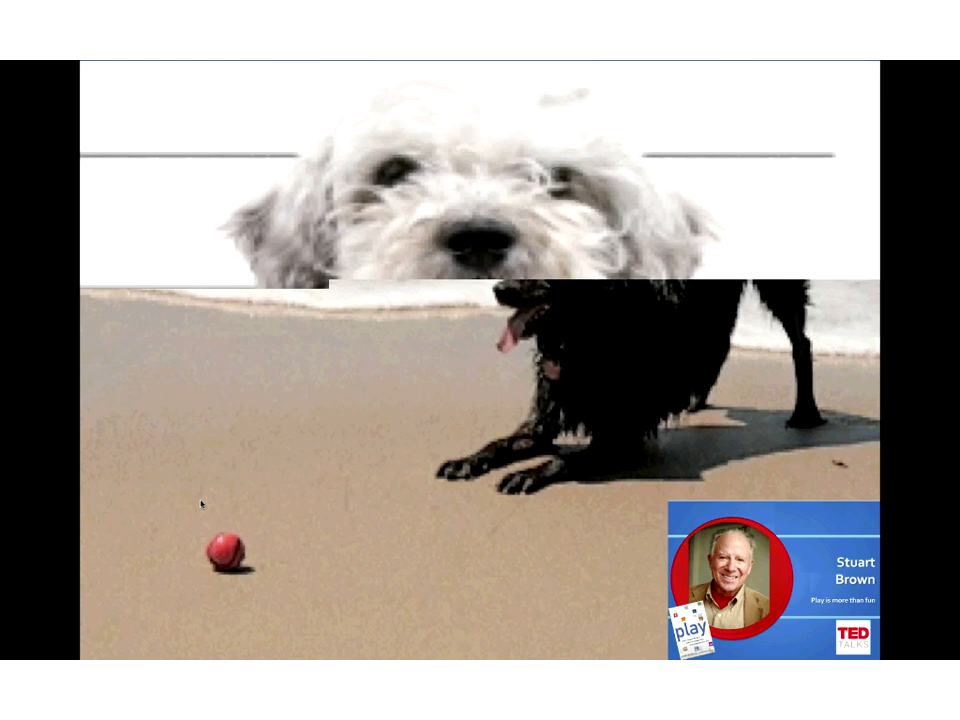 Stuart
Brown
Play is more than fun
play
TED
TALKS